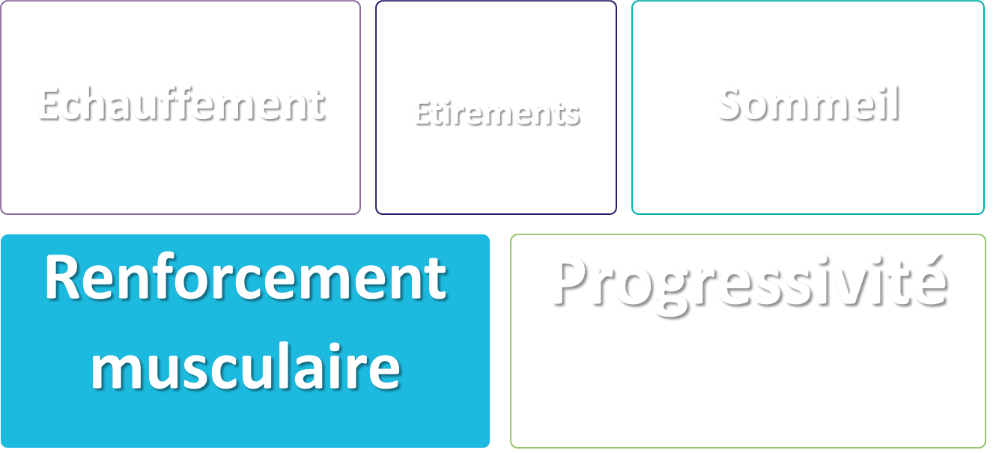 Echauffement
Etirements
Sommeil
Renforcement
musculaire
Progressivité